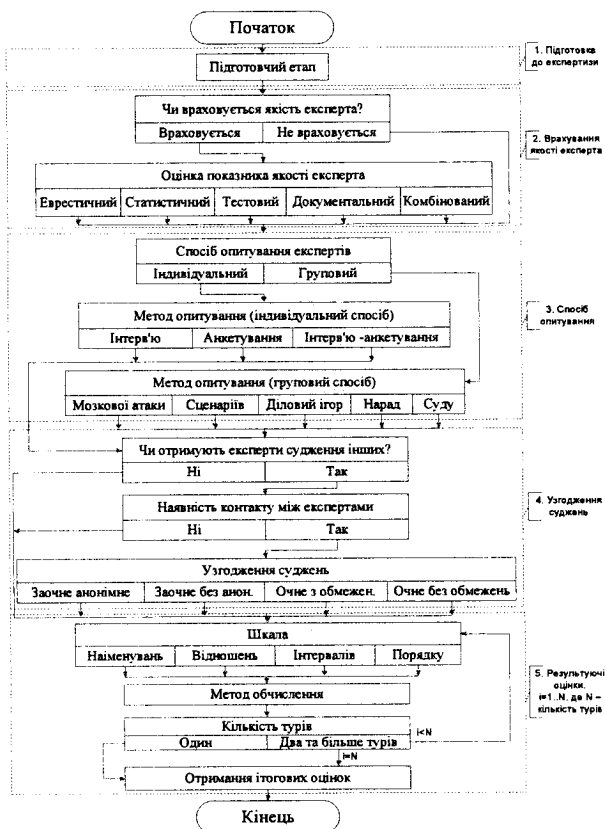 Початок
1. Підготовка
до експертизи
Підготовчий етап
Чи враховується якість експерта?
Враховується Не враховується
2. Врахування
якості експерта
Оцінка показника якості експерта
Еврестичний Статистичний Тестовий Документальний Комбінований
Спосіб опитування експертів
Індивідуальний Груповий
3. Спосіб
опитування
Метод опитування (індивідуальний спосіб)
Інтерв'ю Анкетування Інтерв'ю -анкетування
Метод опитування (груповий спосіб)
Мозкової атаки Сценаріїв Діловий ігор Нарад Суду
Чи отримують експерти судження інших?
Ні Так
4. Узгодження
суджень
Наявність контакту між експертами
Ні Так
Узгодження суджень
Заочне анонімне Заочне без анон. Очне з обмежен. Очне без обмежень
Шкала
Наіменувань Відношень Інтервалів Порядку
5. Результуючі
оцінки.
i=1..N, де N –
кількість турів
Метод обчислення
Кількість турів
i<N
Один Два та більше турів
i=N
Отримання ітогових оцінок
Кінець